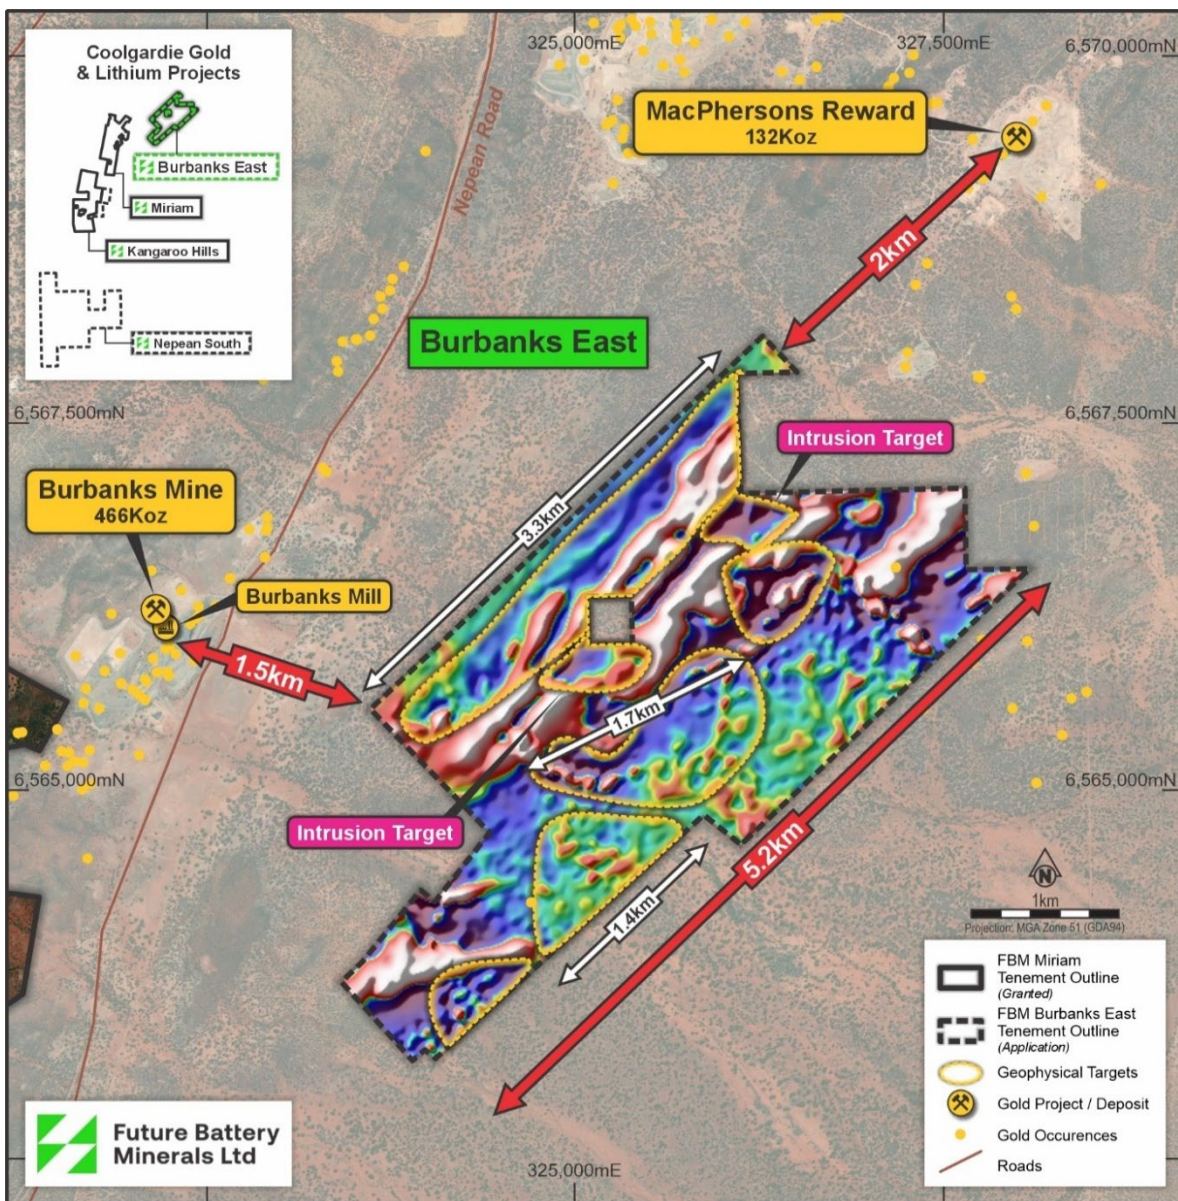 325,000mE
327,500mE
6,570,000mN
Coolgardie Gold
& Lithium Projects
Burbanks East
Miriam
Kangaroo Hills
Nepean South
Nepean Road
MacPhersons Reward
132Koz
2km
Burbanks East
6,567,500mN
6,567,500mN
Intrusion Target
Burbanks Mine
466Koz
3.3km
Burbanks Mill
1.5km
1.7km
6,565,000mN
6,565,000mN
Intrusion Target
5.2km
1.4km
N
1km
Projection: MGA Zone 51 (GDA94)
FBM Miriam
Tenement Outline
(Granted)
FBM Burbanks East
Tenement Outline
(Application)
Geophysical Targets
Gold Project / Deposit
Gold Occurences
Roads
Future Battery
Minerals Ltd
325,000mE